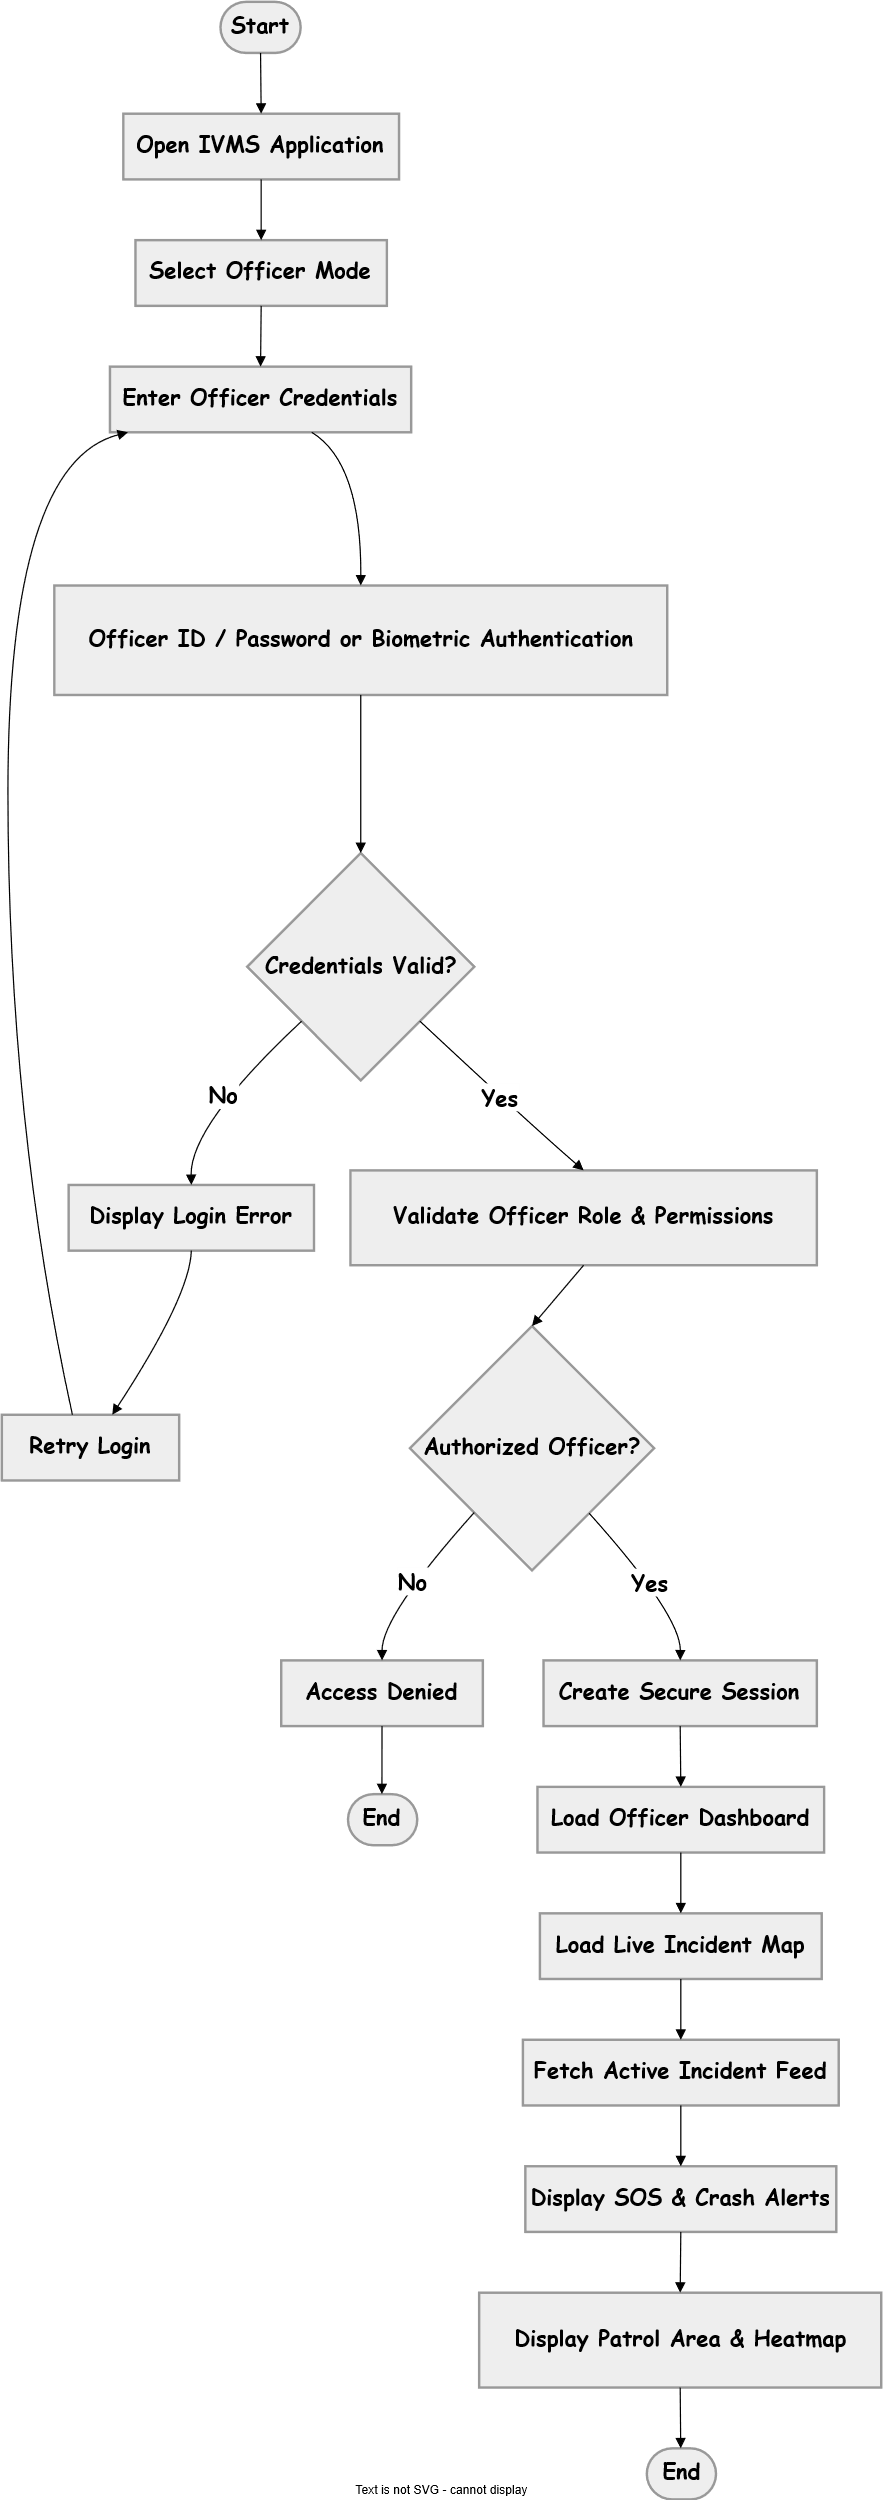 Start
Open IVMS Application
Select Officer Mode
Enter Officer Credentials
Officer ID / Password or Biometric Authentication
Credentials Valid?
No
Yes
Display Login Error
Validate Officer Role & Permissions
Retry Login
Authorized Officer?
No
Yes
Access Denied
Create Secure Session
End
Load Officer Dashboard
Load Live Incident Map
Fetch Active Incident Feed
Display SOS & Crash Alerts
Display Patrol Area & Heatmap
End
Text is not SVG - cannot display